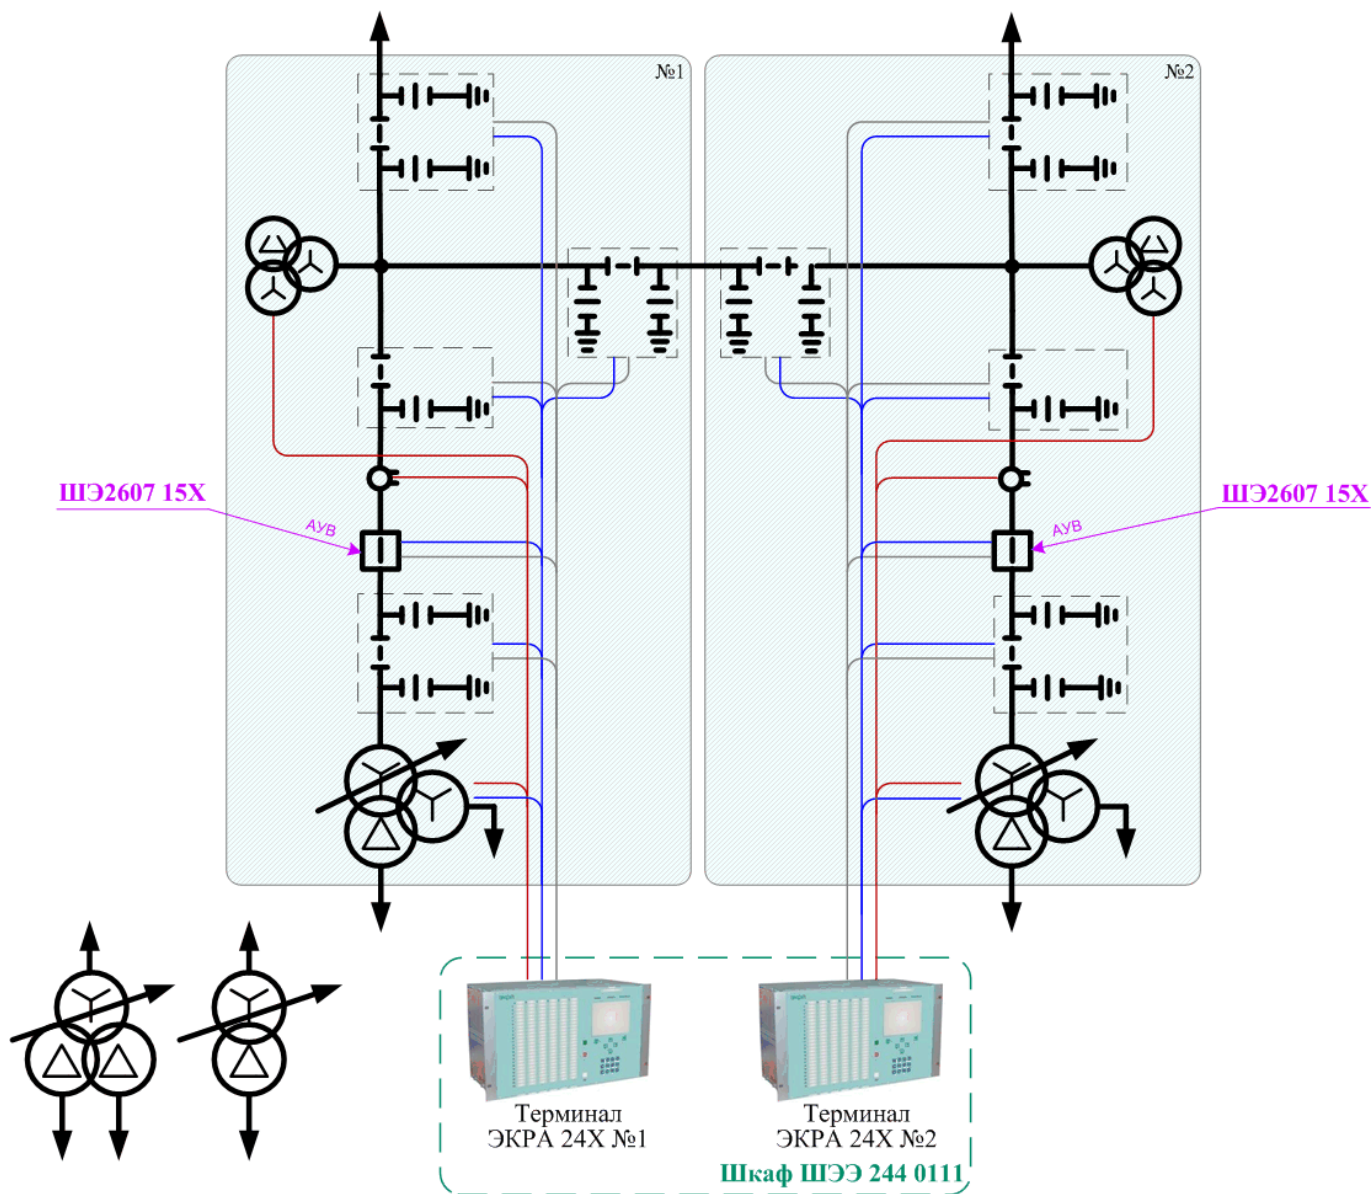 №1
№2
ШЭ2607 15Х
АУВ
ШЭ2607 15Х
АУВ
Терминал
ЭКРА 24Х №1
Терминал
ЭКРА 24Х №2
Шкаф ШЭЭ 244 0111